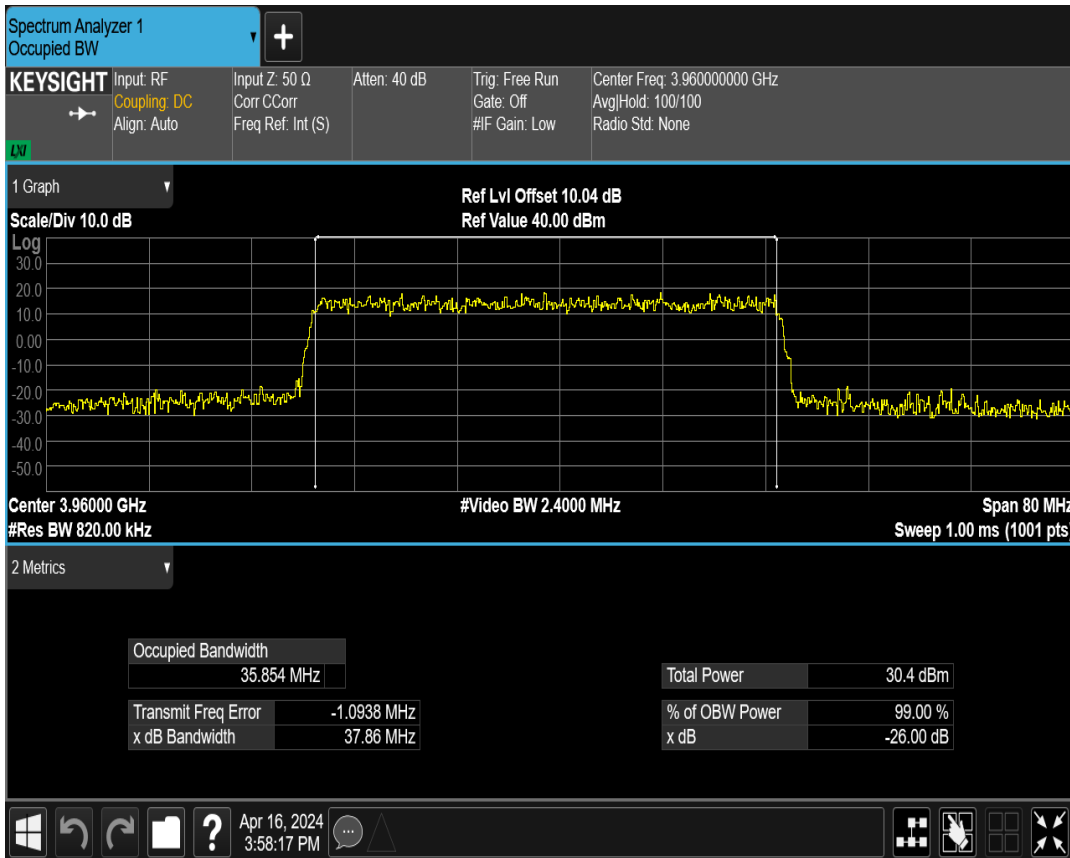 Spectrum Analyzer 1
Occupied BW
+
KEYSIGHT
LXI
Input: RF
Coupling: DC
Align: Auto
Input Z: 50 Ω
Corr CCorr
Freq Ref: Int (S)
Atten: 40 dB
Trig: Free Run
Gate: Off
#IF Gain: Low
Center Freq: 3.960000000 GHz
Avg|Hold: 100/100
Radio Std: None
1 Graph
Scale/Div 10.0 dB
Ref Lvl Offset 10.04 dB
Ref Value 40.00 dBm
Log
30.0
20.0
10.0
0.00
-10.0
-20.0
-30.0
-40.0
-50.0
Center 3.96000 GHz
#Video BW 2.4000 MHz
Span 80 MHz
#Res BW 820.00 kHz
Sweep 1.00 ms (1001 pts)
2 Metrics
Occupied Bandwidth
35.854 MHz
Total Power 30.4 dBm
Transmit Freq Error -1.0938 MHz
% of OBW Power 99.00 %
x dB Bandwidth 37.86 MHz
x dB -26.00 dB
?
Apr 16, 2024
3:58:17 PM